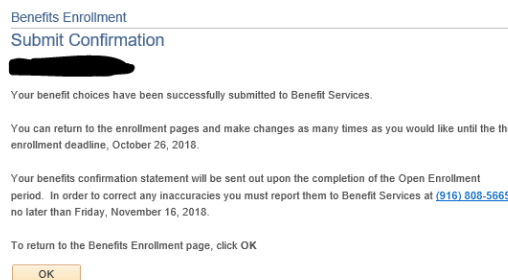 Benefits Enrollment
Submit Confirmation
Your benefit choices have been successfully submitted to Benefit Services.
You can return to the enrollment pages and make changes as many times as you would like until the
enrollment deadline, October 26, 2018.
Your benefits confirmation statement will be sent out upon the completion of the Open Enrollment
period. In order to correct any inaccuracies you must report them to Benefit Services at (916) 808-5665
no later than Friday, November 16, 2018.
To return to the Benefits Enrollment page, click OK
OK